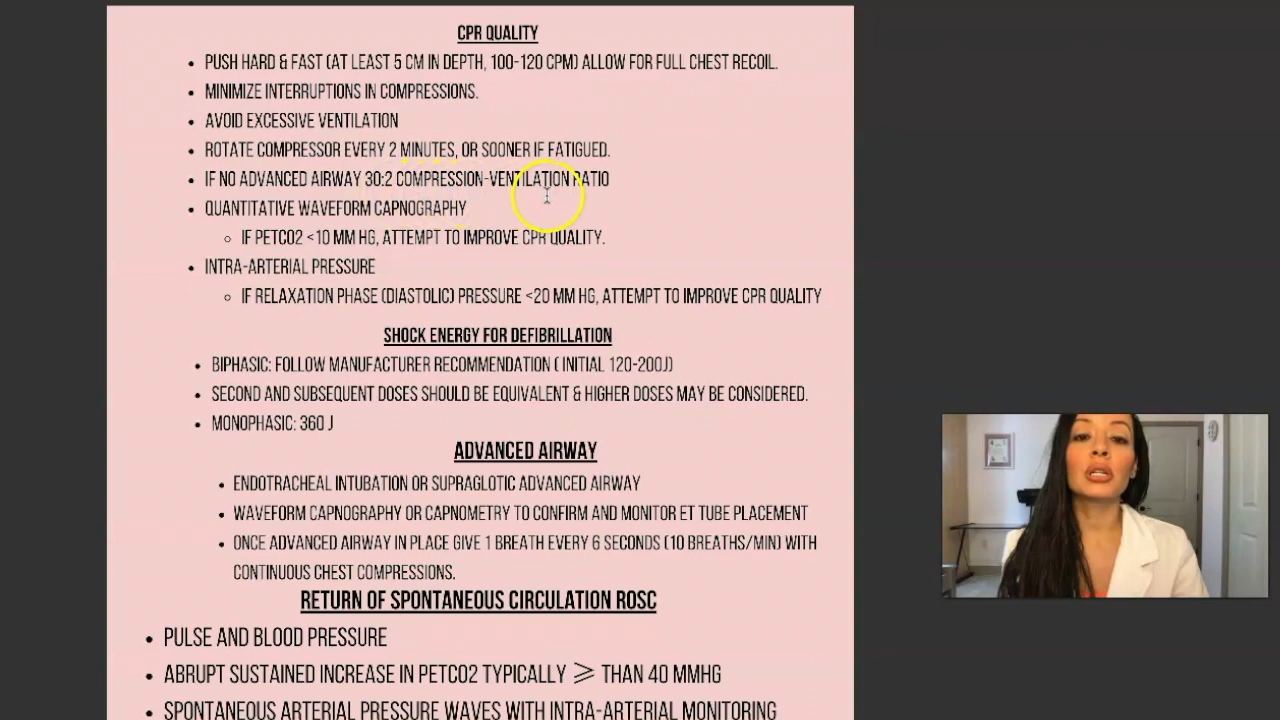 CPR QUALITY
• PUSH HARD & FAST (AT LEAST 5 CM IN DEPTH, 100-120 CPM) ALLOW FOR FULL CHEST RECOIL.
• MINIMIZE INTERRUPTIONS IN COMPRESSIONS.
• AVOID EXCESSIVE VENTILATION
• ROTATE COMPRESSOR EVERY 2 MINUTES, OR SOONER IF FATIGUED.
• IF NO ADVANCED AIRWAY 30:2 COMPRESSION-VENTILATION RATIO
• QUANTITATIVE WAVEFORM CAPNOGRAPHY
◦ IF PETCO2 <10 MM HG, ATTEMPT TO IMPROVE CPR QUALITY.
• INTRA-ARTERIAL PRESSURE
◦ IF RELAXATION PHASE (DIASTOLIC) PRESSURE <20 MM HG, ATTEMPT TO IMPROVE CPR QUALITY
SHOCK ENERGY FOR DEFIBRILLATION
• BIPHASIC: FOLLOW MANUFACTURER RECOMMENDATION ( INITIAL 120-200J)
• SECOND AND SUBSEQUENT DOSES SHOULD BE EQUIVALENT & HIGHER DOSES MAY BE CONSIDERED.
• MONOPHASIC: 360 J
ADVANCED AIRWAY
• ENDOTRACHEAL INTUBATION OR SUPRAGLOTIC ADVANCED AIRWAY
• WAVEFORM CAPNOGRAPHY OR CAPNOMETRY TO CONFIRM AND MONITOR ET TUBE PLACEMENT
• ONCE ADVANCED AIRWAY IN PLACE GIVE 1 BREATH EVERY 6 SECONDS (10 BREATHS/MIN) WITH
CONTINUOUS CHEST COMPRESSIONS.
RETURN OF SPONTANEOUS CIRCULATION ROSC
• PULSE AND BLOOD PRESSURE
• ABRUPT SUSTAINED INCREASE IN PETCO2 TYPICALLY ⩾ THAN 40 MMHG
• SPONTANEOUS ARTERIAL PRESSURE WAVES WITH INTRA-ARTERIAL MONITORING